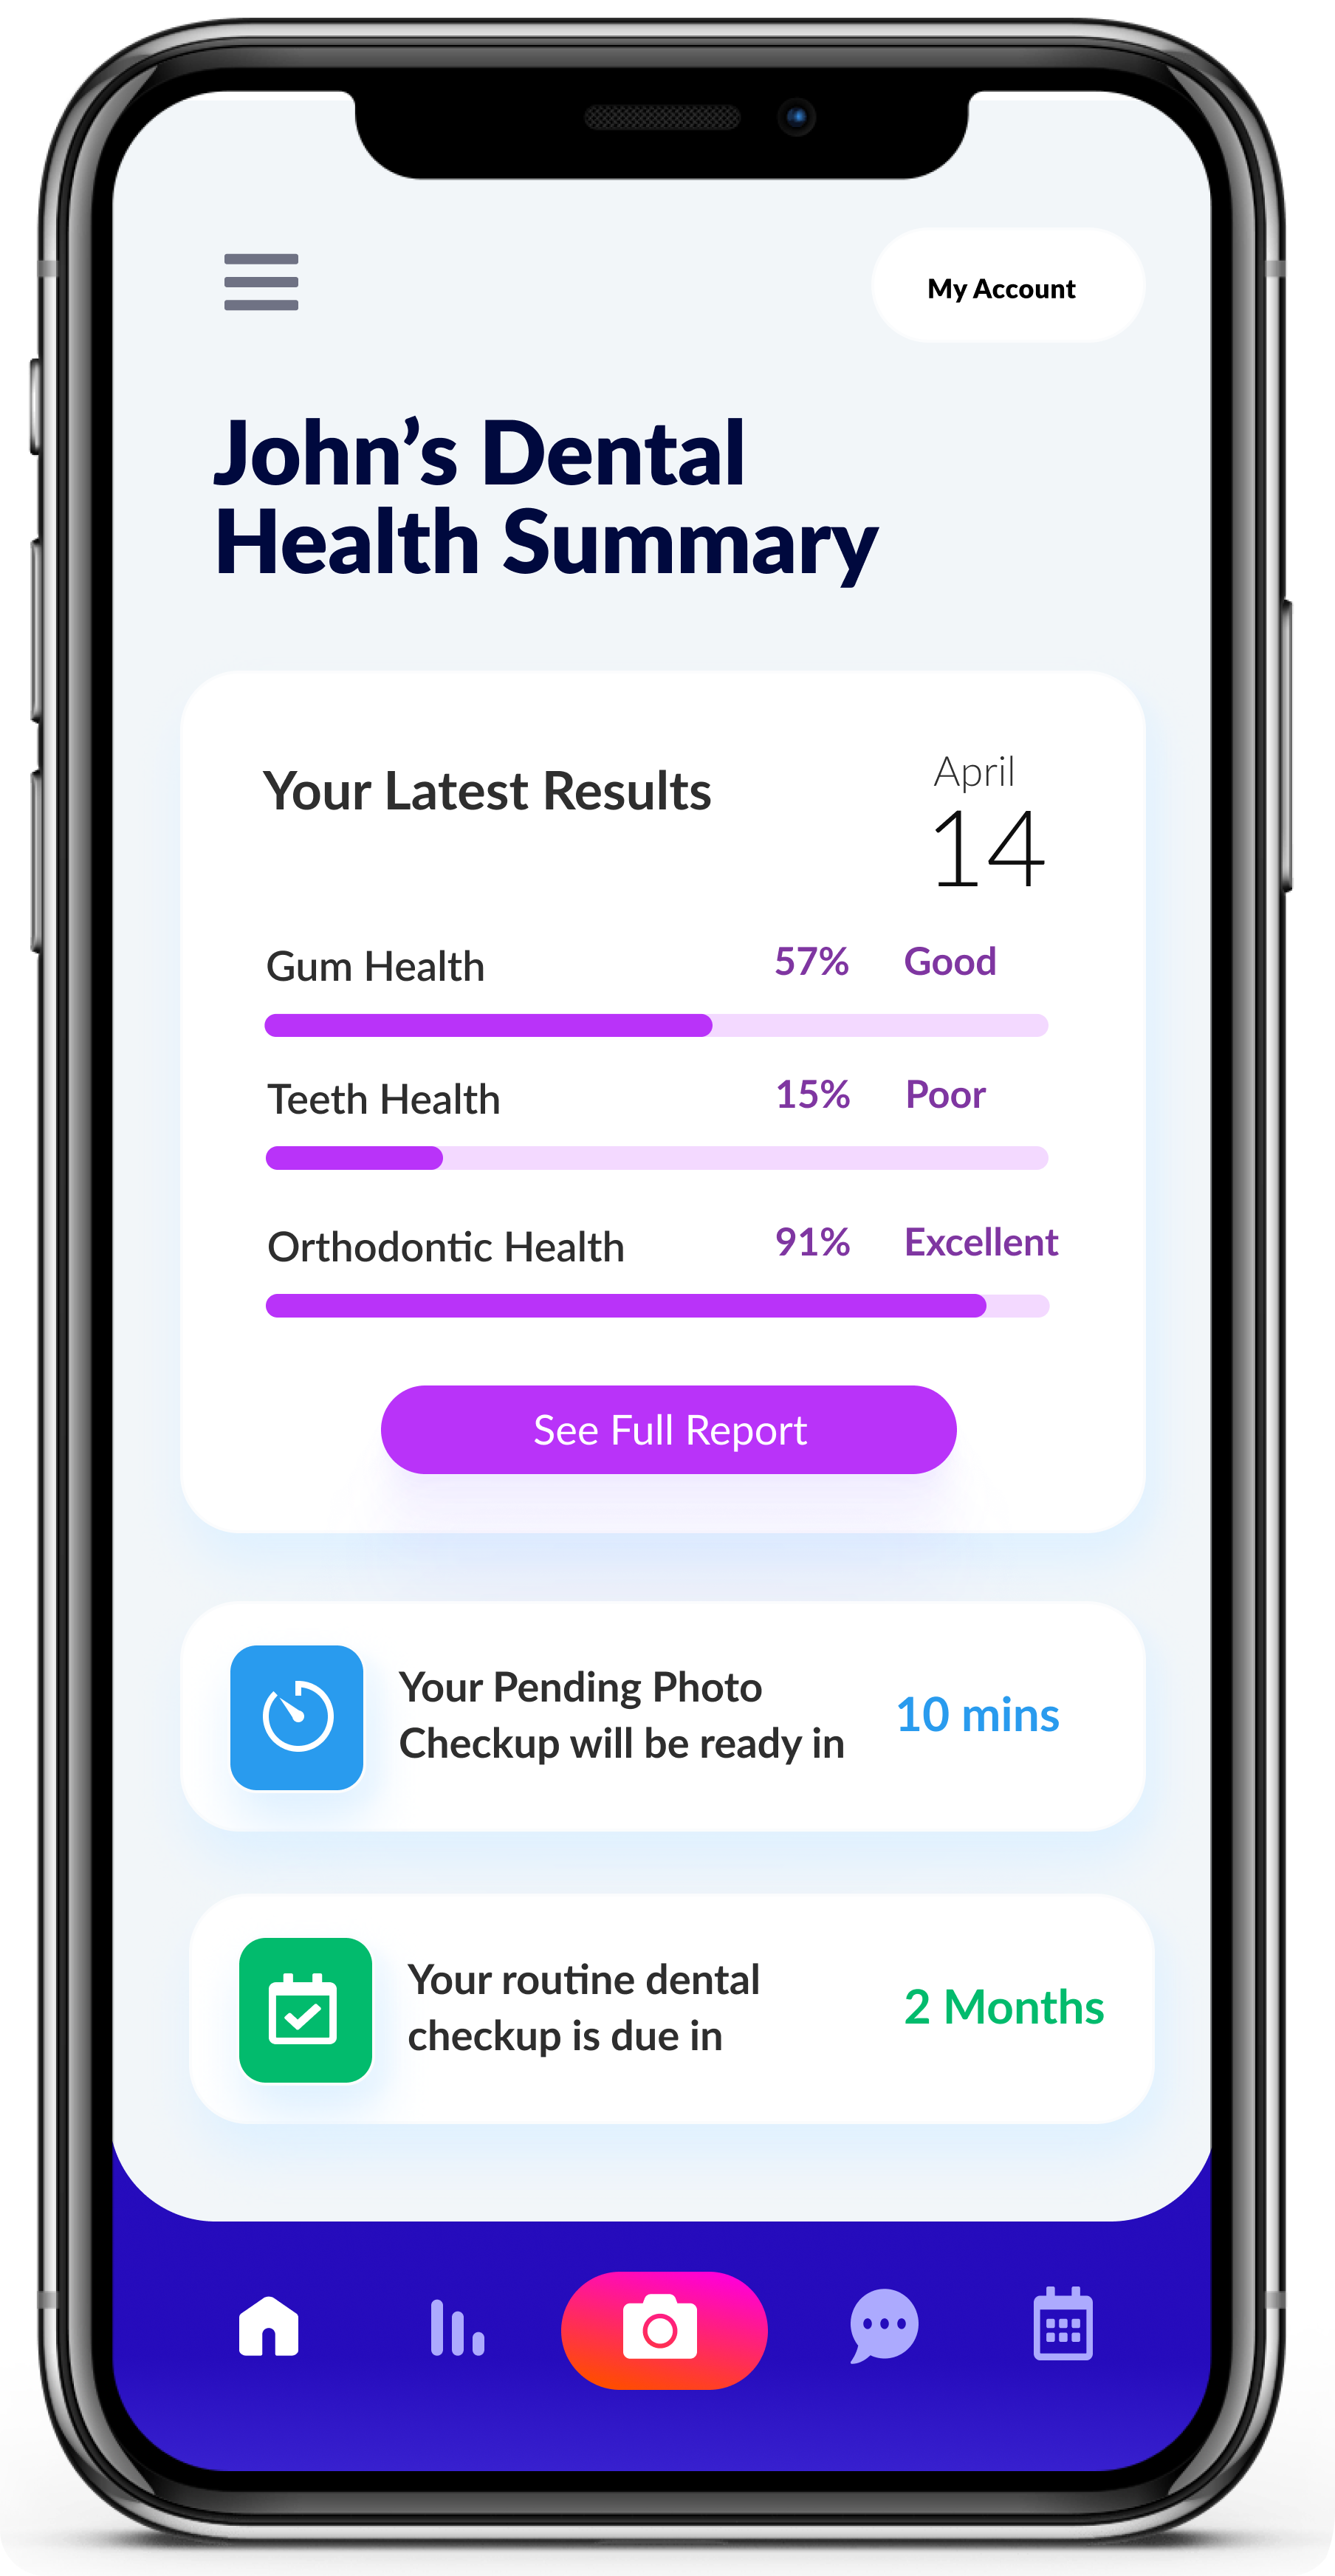 My Account
John’s Dental
Health Summary
Your Latest Results
April
14
Gum Health 57% Good
Teeth Health 15% Poor
Orthodontic Health 91% Excellent
See Full Report
Your Pending Photo
Checkup will be ready in
10 mins
Your routine dental
checkup is due in
2 Months